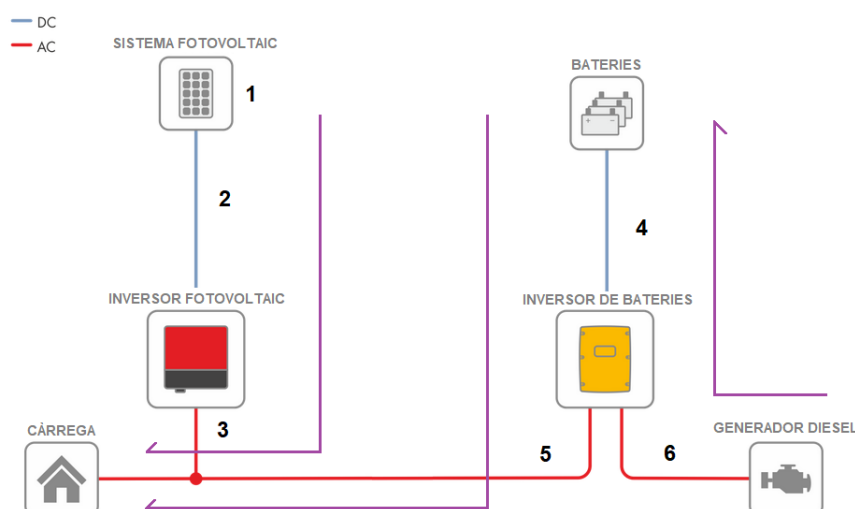 DC
AC
SISTEMA FOTOVOLTAIC
1
BATERIES
2
4
INVERSOR FOTOVOLTAIC
INVERSOR DE BATERIES
3
CÀRREGA
5
6
GENERADOR DIESEL